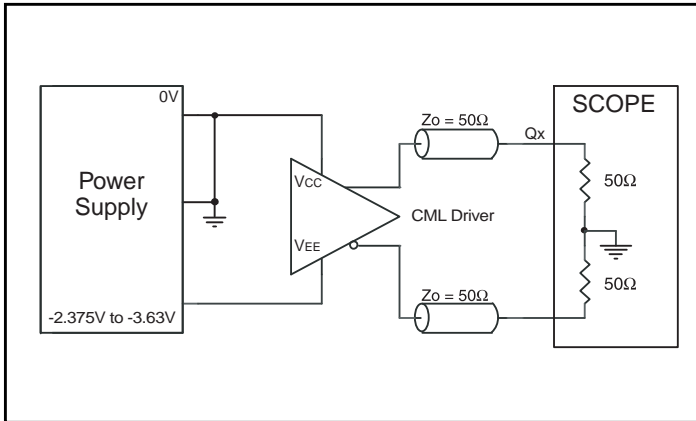 0V
Power
Supply
-2.375V to -3.63V
VCC
VEE
CML Driver
Zo = 50Ω
Qx
Zo = 50Ω
SCOPE
50Ω
50Ω